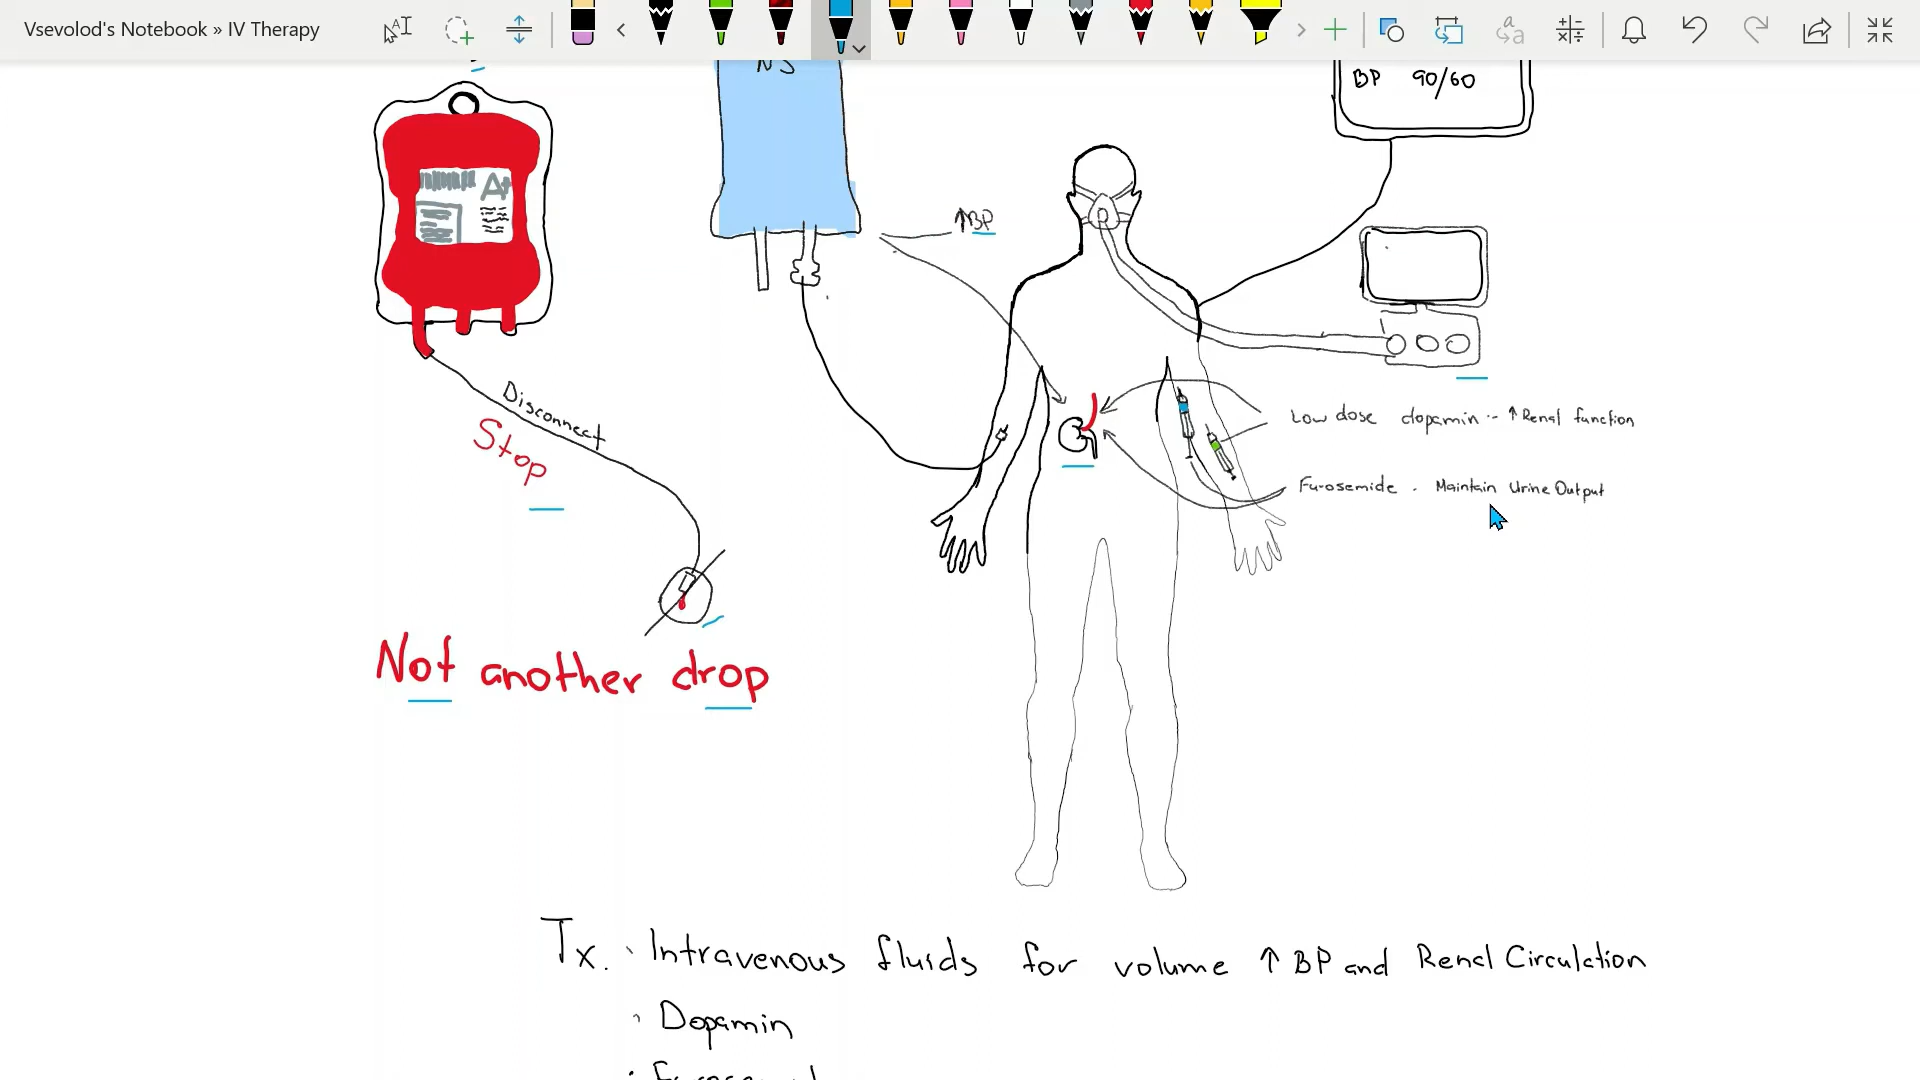 Vsevolod's Notebook » IV Therapy
NS
BP 90/60
A+
↑BP
Disconnect
Stop
Low dose dopamin -- ↑ Renal function
Furosemide - Maintain Urine Output
Not another drop
Tx. · Intravenous fluids for volume ↑ BP and Renal Circulation
· Dopamin